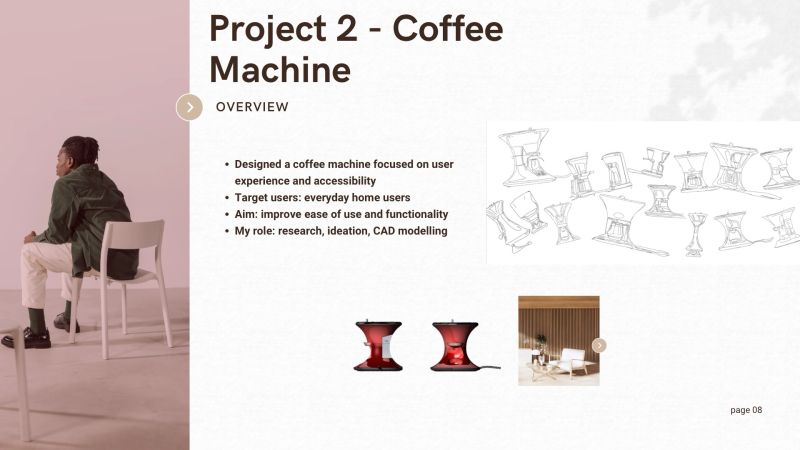 Project 2 - Coffee
Machine
OVERVIEW
• Designed a coffee machine focused on user
experience and accessibility
• Target users: everyday home users
• Aim: improve ease of use and functionality
• My role: research, ideation, CAD modelling
page 08